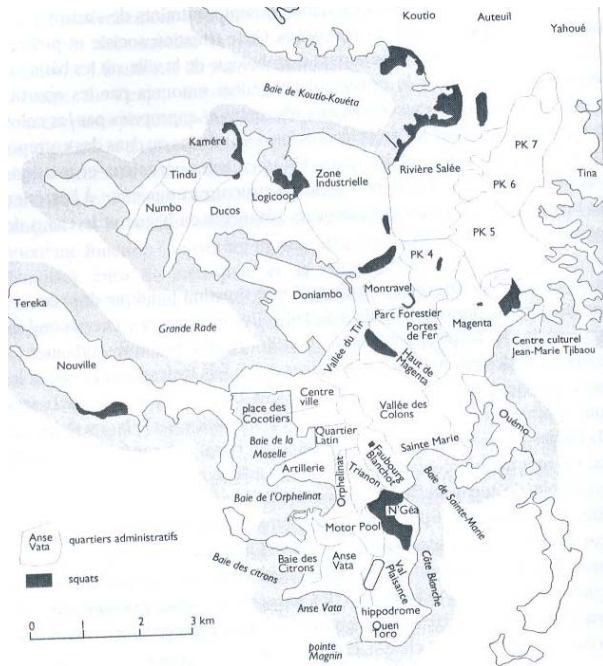 Koutio
Auteuil
Yahoué
Baie de Koutio-Kouéta
Kaméré
Tindu
Numbo
Ducos
Logicoop
Zone
Industrielle
Rivière Salée
PK 7
PK 6
PK 5
PK 4
Tina
Tereka
Grande Rade
Doniambo
Montravel
Parc Forestier
Portes
de Fer
Magenta
Centre culturel
Jean-Marie Tjibaou
Nouville
Vallée du Tir
Haut de
Magenta
place des
Cocotiers
Centre
ville
Vallée des
Colons
Ouémo
Baie de la
Moselle
Quartier
Latin
Faubourg
Blanchot
Sainte Marie
Artillerie
Orphelinat
Trianon
Baie de Sainte-Marie
Baie de l'Orphelinat
N'Géa
Motor Pool
Baie des
Citrons
Anse
Vata
Val
Plaisance
Côte Blanche
Baie des citrons
Anse Vata
hippodrome
Ouen
Toro
pointe
Magnin
Anse
Vata
quartiers administratifs
squats
0 1 2 3 km